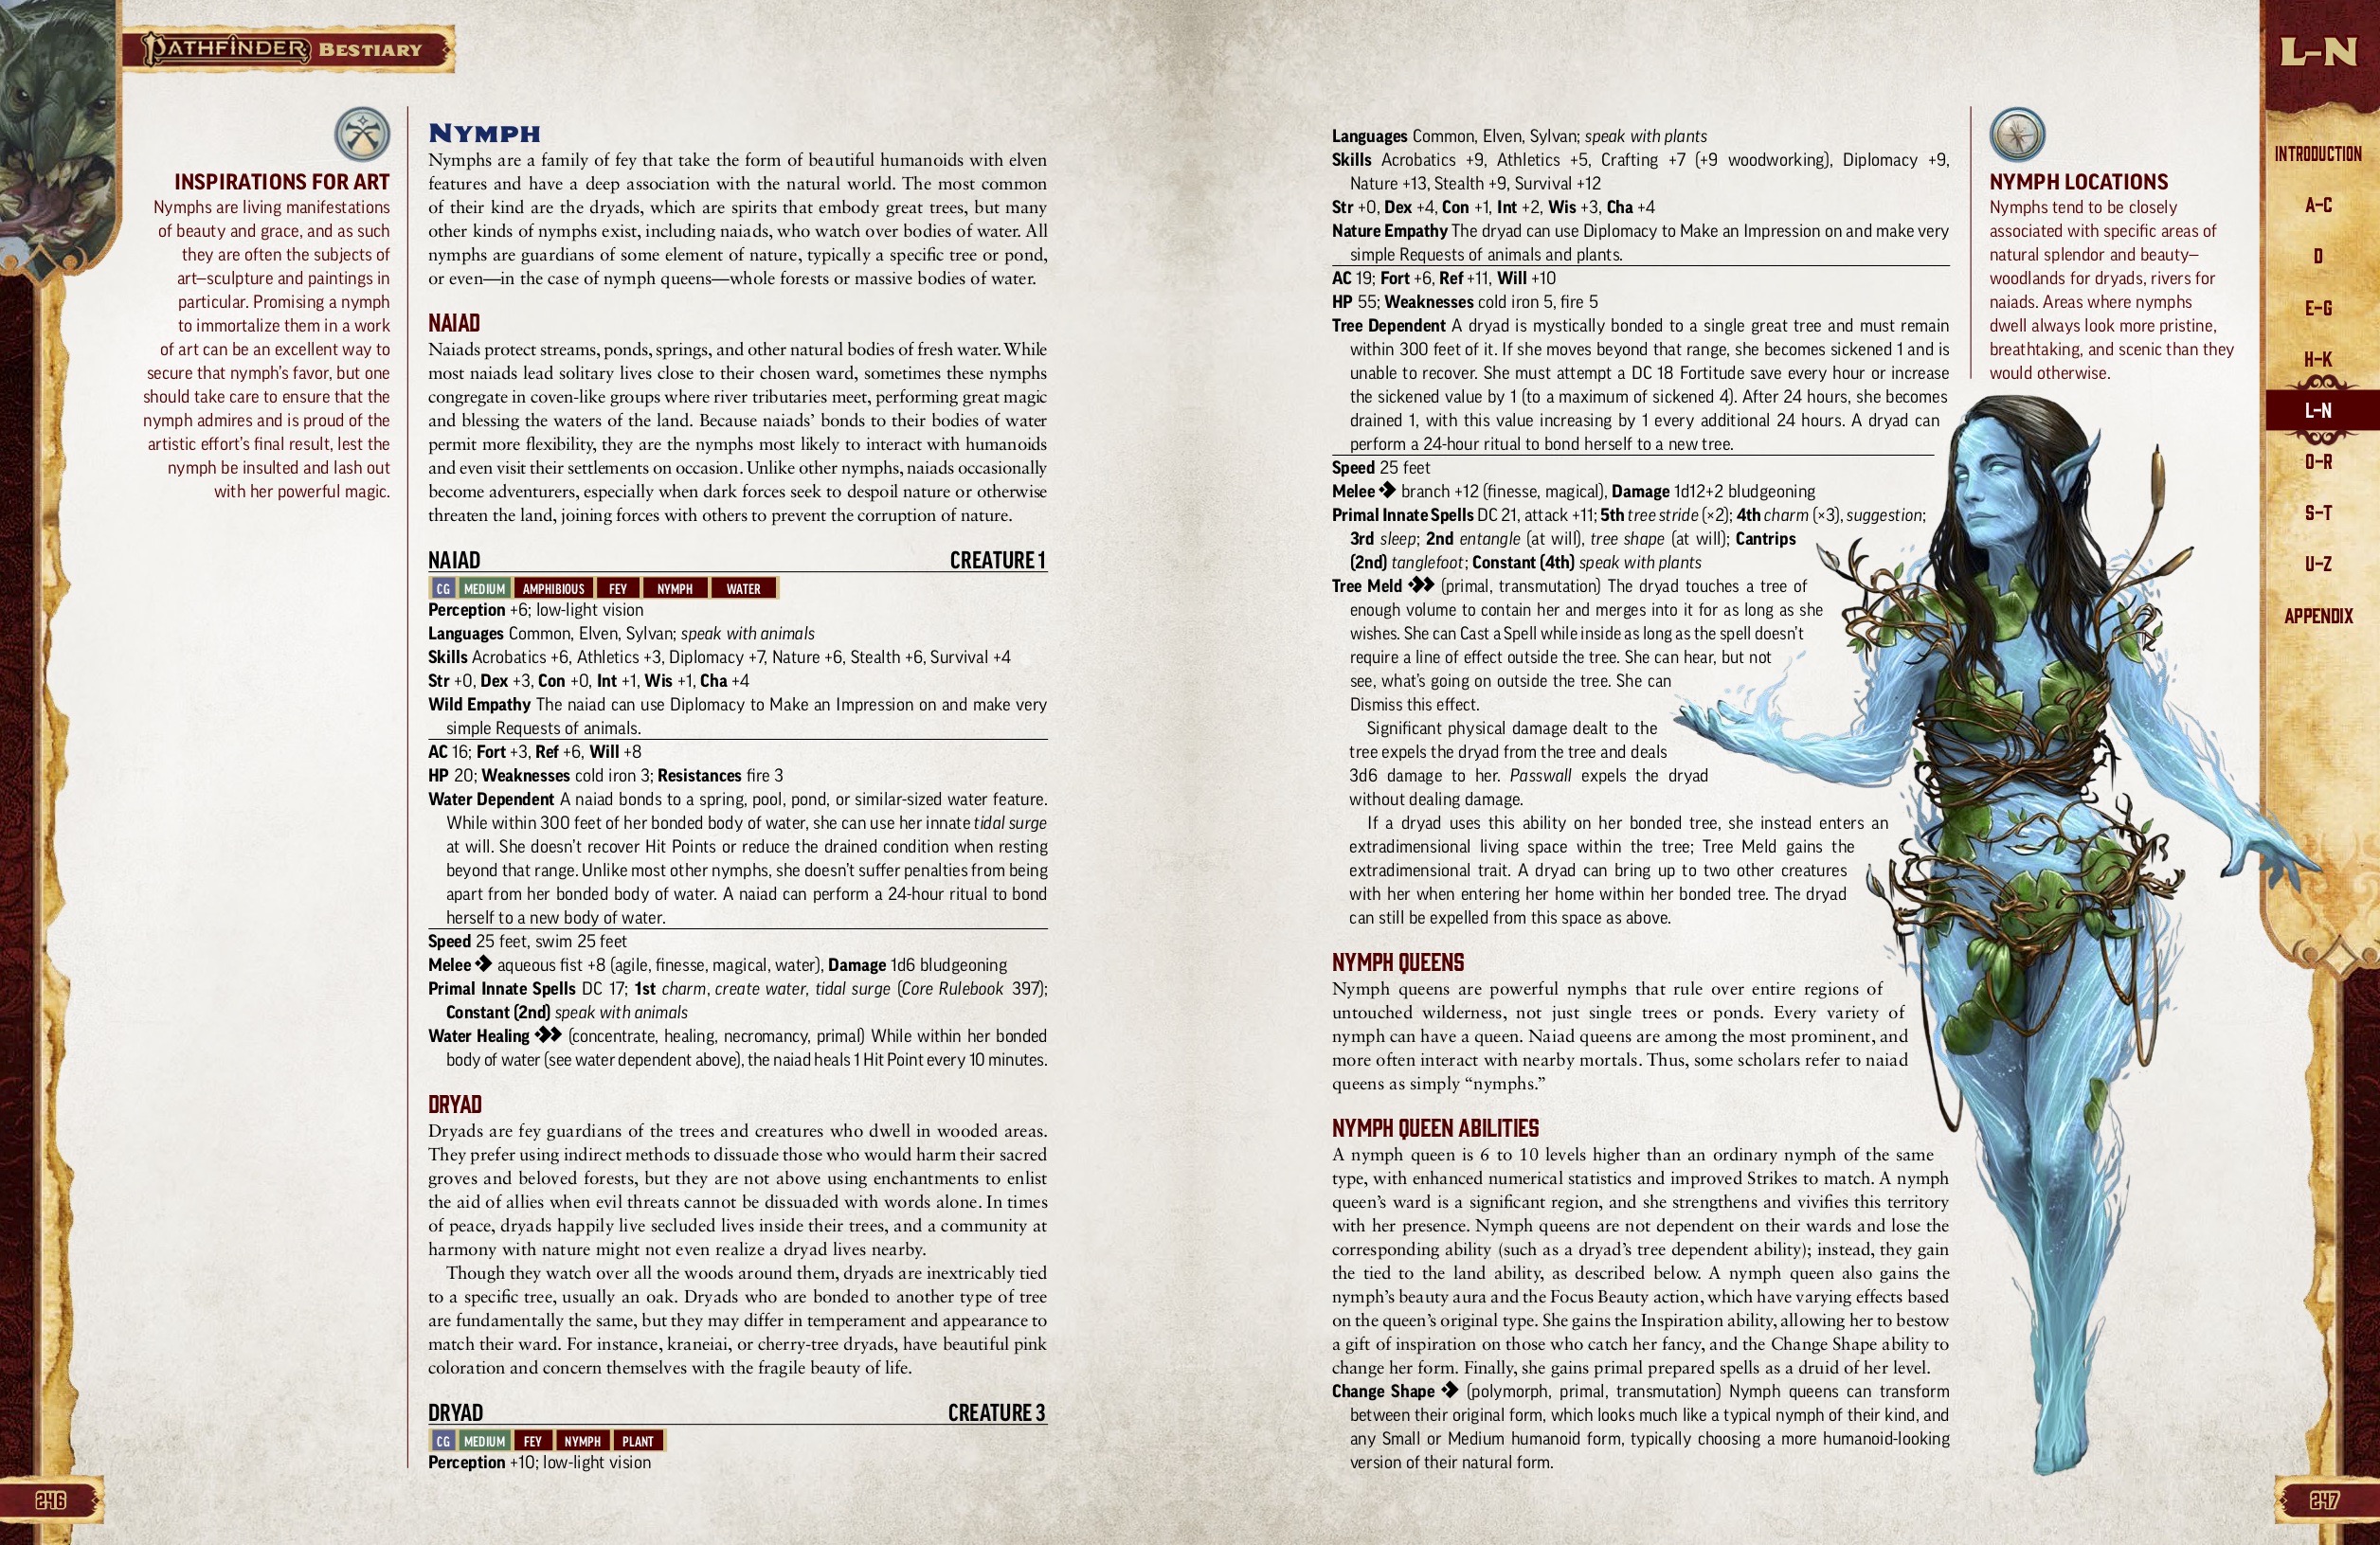 PATHFINDER BESTIARY
INSPIRATIONS FOR ART
Nymphs are living manifestations
of beauty and grace, and as such
they are often the subjects of
art—sculpture and paintings in
particular. Promising a nymph
to immortalize them in a work
of art can be an excellent way to
secure that nymph's favor, but one
should take care to ensure that the
nymph admires and is proud of the
artistic effort's final result, lest the
nymph be insulted and lash out
with her powerful magic.
NYMPH
Nymphs are a family of fey that take the form of beautiful humanoids with elven
features and have a deep association with the natural world. The most common
of their kind are the dryads, which are spirits that embody great trees, but many
other kinds of nymphs exist, including naiads, who watch over bodies of water. All
nymphs are guardians of some element of nature, typically a specific tree or pond,
or even—in the case of nymph queens—whole forests or massive bodies of water.
NAIAD
Naiads protect streams, ponds, springs, and other natural bodies of fresh water. While
most naiads lead solitary lives close to their chosen ward, sometimes these nymphs
congregate in coven-like groups where river tributaries meet, performing great magic
and blessing the waters of the land. Because naiads' bonds to their bodies of water
permit more flexibility, they are the nymphs most likely to interact with humanoids
and even visit their settlements on occasion. Unlike other nymphs, naiads occasionally
become adventurers, especially when dark forces seek to despoil nature or otherwise
threaten the land, joining forces with others to prevent the corruption of nature.
NAIAD CREATURE 1
CG MEDIUM AMPHIBIOUS FEY NYMPH WATER
Perception +6; low-light vision
Languages Common, Elven, Sylvan; speak with animals
Skills Acrobatics +6, Athletics +3, Diplomacy +7, Nature +6, Stealth +6, Survival +4
Str +0, Dex +3, Con +0, Int +1, Wis +1, Cha +4
Wild Empathy The naiad can use Diplomacy to Make an Impression on and make very
simple Requests of animals.
AC 16; Fort +3, Ref +6, Will +8
HP 20; Weaknesses cold iron 3; Resistances fire 3
Water Dependent A naiad bonds to a spring, pool, pond, or similar-sized water feature.
While within 300 feet of her bonded body of water, she can use her innate tidal surge
at will. She doesn't recover Hit Points or reduce the drained condition when resting
beyond that range. Unlike most other nymphs, she doesn't suffer penalties from being
apart from her bonded body of water. A naiad can perform a 24-hour ritual to bond
herself to a new body of water.
Speed 25 feet, swim 25 feet
Melee aqueous fist +8 (agile, finesse, magical, water), Damage 1d6 bludgeoning
Primal Innate Spells DC 17; 1st charm, create water, tidal surge (Core Rulebook 397);
Constant (2nd) speak with animals
Water Healing (concentrate, healing, necromancy, primal) While within her bonded
body of water (see water dependent above), the naiad heals 1 Hit Point every 10 minutes.
DRYAD
Dryads are fey guardians of the trees and creatures who dwell in wooded areas.
They prefer using indirect methods to dissuade those who would harm their sacred
groves and beloved forests, but they are not above using enchantments to enlist
the aid of allies when evil threats cannot be dissuaded with words alone. In times
of peace, dryads happily live secluded lives inside their trees, and a community at
harmony with nature might not even realize a dryad lives nearby.
Though they watch over all the woods around them, dryads are inextricably tied
to a specific tree, usually an oak. Dryads who are bonded to another type of tree
are fundamentally the same, but they may differ in temperament and appearance to
match their ward. For instance, kraneiai, or cherry-tree dryads, have beautiful pink
coloration and concern themselves with the fragile beauty of life.
DRYAD CREATURE 3
CG MEDIUM FEY NYMPH PLANT
Perception +10; low-light vision
246
Languages Common, Elven, Sylvan; speak with plants
Skills Acrobatics +9, Athletics +5, Crafting +7 (+9 woodworking), Diplomacy +9,
Nature +13, Stealth +9, Survival +12
Str +0, Dex +4, Con +1, Int +2, Wis +3, Cha +4
Nature Empathy The dryad can use Diplomacy to Make an Impression on and make very
simple Requests of animals and plants.
AC 19; Fort +6, Ref +11, Will +10
HP 55; Weaknesses cold iron 5, fire 5
Tree Dependent A dryad is mystically bonded to a single great tree and must remain
within 300 feet of it. If she moves beyond that range, she becomes sickened 1 and is
unable to recover. She must attempt a DC 18 Fortitude save every hour or increase
the sickened value by 1 (to a maximum of sickened 4). After 24 hours, she becomes
drained 1, with this value increasing by 1 every additional 24 hours. A dryad can
perform a 24-hour ritual to bond herself to a new tree.
Speed 25 feet
Melee branch +12 (finesse, magical), Damage 1d12+2 bludgeoning
Primal Innate Spells DC 21, attack +11; 5th tree stride (×2); 4th charm (×3), suggestion;
3rd sleep; 2nd entangle (at will), tree shape (at will); Cantrips
(2nd) tanglefoot; Constant (4th) speak with plants
Tree Meld (primal, transmutation) The dryad touches a tree of
enough volume to contain her and merges into it for as long as she
wishes. She can Cast a Spell while inside as long as the spell doesn't
require a line of effect outside the tree. She can hear, but not
see, what's going on outside the tree. She can
Dismiss this effect.
Significant physical damage dealt to the
tree expels the dryad from the tree and deals
3d6 damage to her. Passwall expels the dryad
without dealing damage.
If a dryad uses this ability on her bonded tree, she instead enters an
extradimensional living space within the tree; Tree Meld gains the
extradimensional trait. A dryad can bring up to two other creatures
with her when entering her home within her bonded tree. The dryad
can still be expelled from this space as above.
NYMPH QUEENS
Nymph queens are powerful nymphs that rule over entire regions of
untouched wilderness, not just single trees or ponds. Every variety of
nymph can have a queen. Naiad queens are among the most prominent, and
more often interact with nearby mortals. Thus, some scholars refer to naiad
queens as simply “nymphs.”
NYMPH QUEEN ABILITIES
A nymph queen is 6 to 10 levels higher than an ordinary nymph of the same
type, with enhanced numerical statistics and improved Strikes to match. A nymph
queen's ward is a significant region, and she strengthens and vivifies this territory
with her presence. Nymph queens are not dependent on their wards and lose the
corresponding ability (such as a dryad's tree dependent ability); instead, they gain
the tied to the land ability, as described below. A nymph queen also gains the
nymph's beauty aura and the Focus Beauty action, which have varying effects based
on the queen's original type. She gains the Inspiration ability, allowing her to bestow
a gift of inspiration on those who catch her fancy, and the Change Shape ability to
change her form. Finally, she gains primal prepared spells as a druid of her level.
Change Shape (polymorph, primal, transmutation) Nymph queens can transform
between their original form, which looks much like a typical nymph of their kind, and
any Small or Medium humanoid form, typically choosing a more humanoid-looking
version of their natural form.
NYMPH LOCATIONS
Nymphs tend to be closely
associated with specific areas of
natural splendor and beauty—
woodlands for dryads, rivers for
naiads. Areas where nymphs
dwell always look more pristine,
breathtaking, and scenic than they
would otherwise.
L–N
INTRODUCTION
A–C
D
E–G
H–K
L–N
O–R
S–T
U–Z
APPENDIX
247